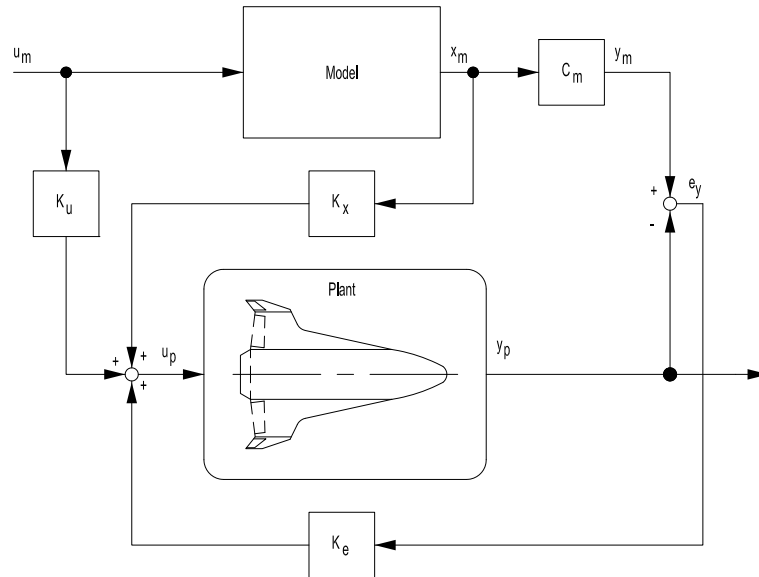 u_m
Model
x_m
C_m
y_m
K_u
K_x
+
e_y
-
Plant
+
+
u_p
+
y_p
K_e